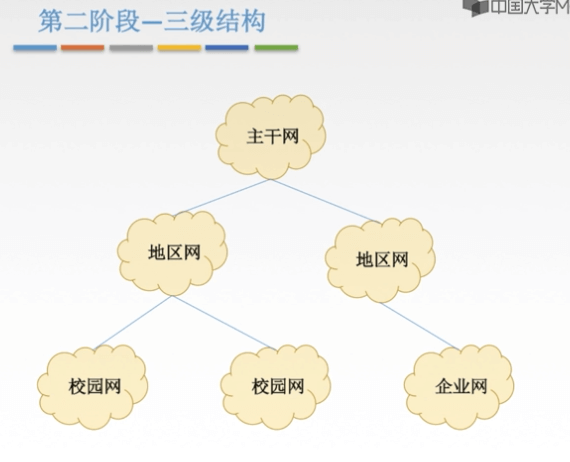 第二阶段—三级结构
中国大学M
主干网
地区网
地区网
校园网
校园网
企业网